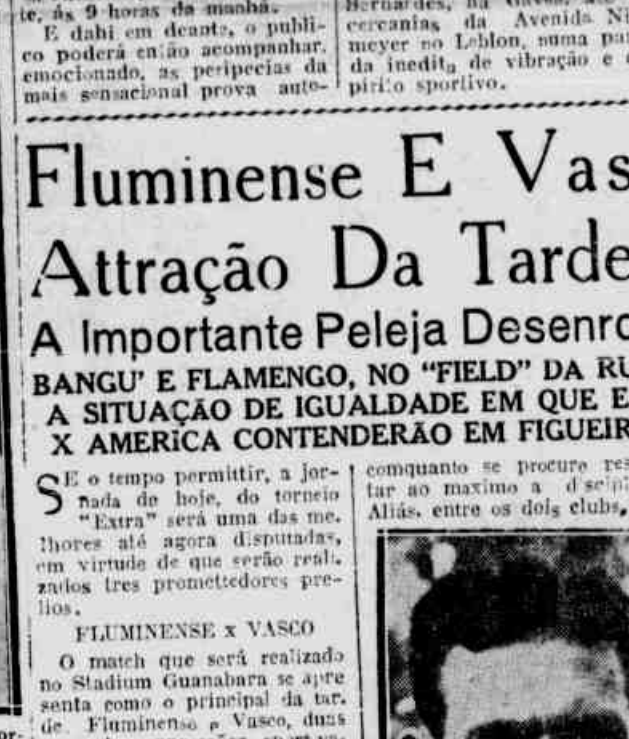 te, ás 9 horas da manhã.
E dahi em deante, o publi-
co poderá então acompanhar,
emocionado, as peripecias da
mais sensacional prova auto-
Bernardes, na
cercanias da Avenida Ni
meyer no Leblon, numa pa
da inedita de vibração e
pirito sportivo.
Fluminense E Vas
Attração Da Tarde
A Importante Peleja Desenro
BANGU' E FLAMENGO, NO "FIELD" DA RU
A SITUAÇÃO DE IGUALDADE EM QUE E
X AMERICA CONTENDERÃO EM FIGUEIR
SE o tempo permittir, a jor-
nada de hoje, do torneio
"Extra" será uma das me-
lhores até agora disputadas,
em virtude de que serão reali-
zados tres promettedores pre-
lios.
FLUMINENSE x VASCO
O match que será realizado
no Stadium Guanabara se apre
senta como o principal da tar-
de. Fluminense e Vasco, duas
comquanto se procure res
tar ao maximo a discipl
Aliás, entre os dois clubs,